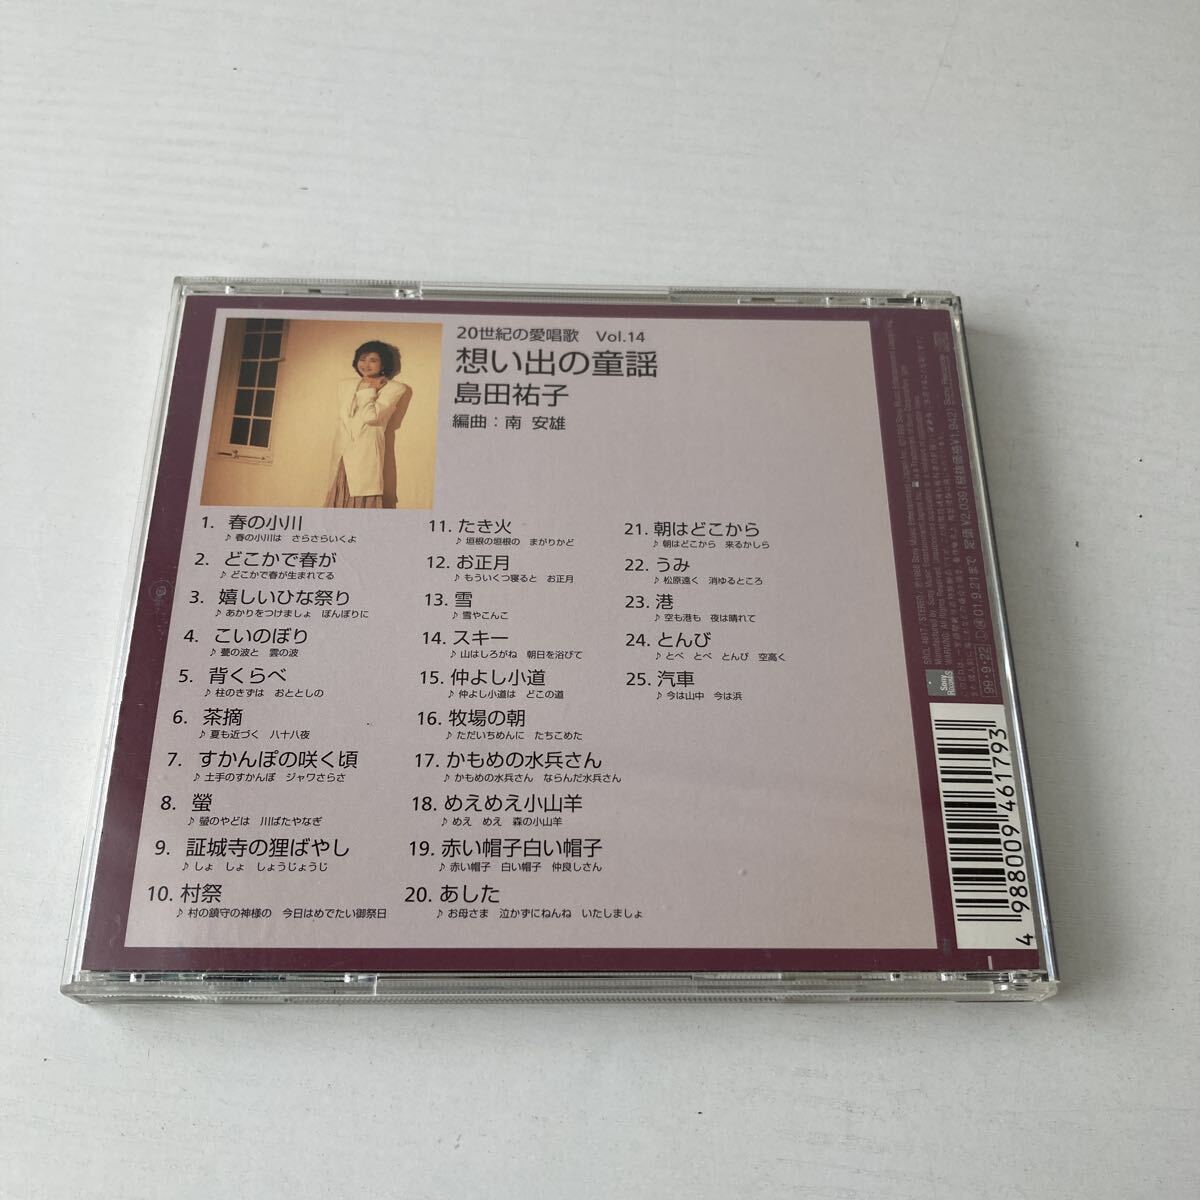 20世紀の愛唱歌 Vol.14
想い出の童謡
島田祐子
編曲：南 安雄
1. 春の小川
♪春の小川は さらさらいくよ
2. どこかで春が
♪どこかで春が生まれてる
3. 嬉しいひな祭り
♪あかりをつけましょ ぼんぼりに
4. こいのぼり
♪甍の波と 雲の波
5. 背くらべ
♪柱のきずは おととしの
6. 茶摘
♪夏も近づく 八十八夜
7. すかんぽの咲く頃
♪土手のすかんぽ ジャワさらさ
8. 螢
♪螢のやどは 川ばたやなぎ
9. 証城寺の狸ばやし
♪しょ しょ しょうじょうじ
10. 村祭
♪村の鎮守の神様の 今日はめでたい御祭日
11. たき火
♪垣根の垣根の まがりかど
12. お正月
♪もういくつ寝ると お正月
13. 雪
♪雪やこんこ
14. スキー
♪山はしろがね 朝日を浴びて
15. 仲よし小道
♪仲よし小道は どこの道
16. 牧場の朝
♪ただいちめんに たちこめた
17. かもめの水兵さん
♪かもめの水兵さん ならんだ水兵さん
18. めえめえ小山羊
♪めえ めえ 森の小山羊
19. 赤い帽子白い帽子
♪赤い帽子 白い帽子 仲良しさん
20. あした
♪お母さま 泣かずにねんね いたしましょ
21. 朝はどこから
♪朝はどこから 来るかしら
22. うみ
♪松原遠く 消ゆるところ
23. 港
♪空も港も 夜は晴れて
24. とんび
♪とべ とべ とんび 空高く
25. 汽車
♪今は山中 今は浜
Sony Records
99・9・22
01.9.21まで 定価¥2,039(税抜価格¥1,942) Sony Records
4 988009 461793